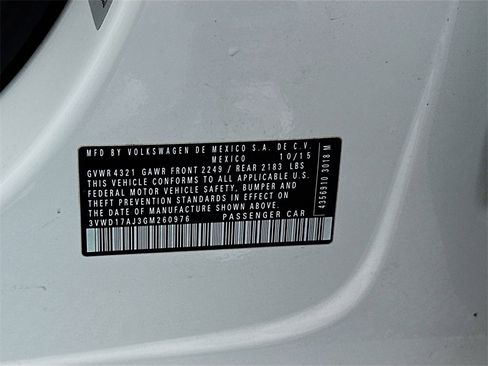 MFD BY VOLKSWAGEN DE MEXICO S.A. DE C.V.
MEXICO 10/15
GVWR 4321 GAWR FRONT 2249 / REAR 2183 LBS
THIS VEHICLE CONFORMS TO ALL APPLICABLE U.S.
FEDERAL MOTOR VEHICLE SAFETY, BUMPER AND
THEFT PREVENTION STANDARDS IN EFFECT ON
THE DATE OF MANUFACTURE SHOWN ABOVE.
3VWD17AJ3GM260976 PASSENGER CAR
4356910 3018 M